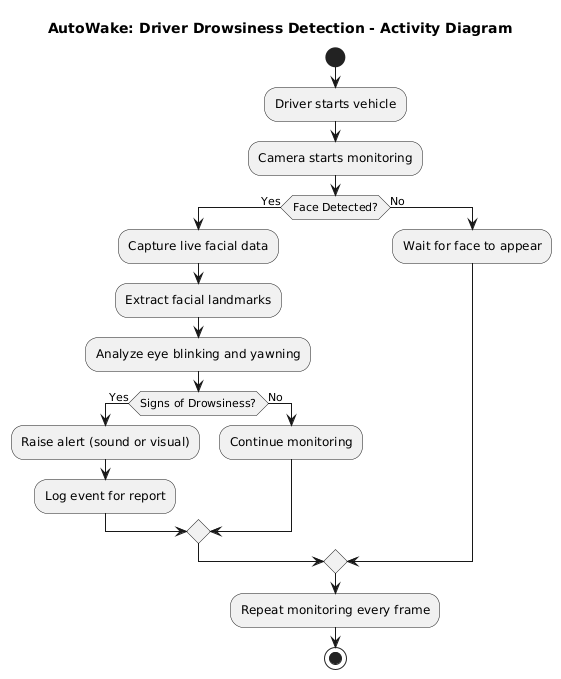 AutoWake: Driver Drowsiness Detection - Activity Diagram
Driver starts vehicle
Camera starts monitoring
Yes
Face Detected?
No
Capture live facial data
Wait for face to appear
Extract facial landmarks
Analyze eye blinking and yawning
Yes
Signs of Drowsiness?
No
Raise alert (sound or visual)
Continue monitoring
Log event for report
Repeat monitoring every frame